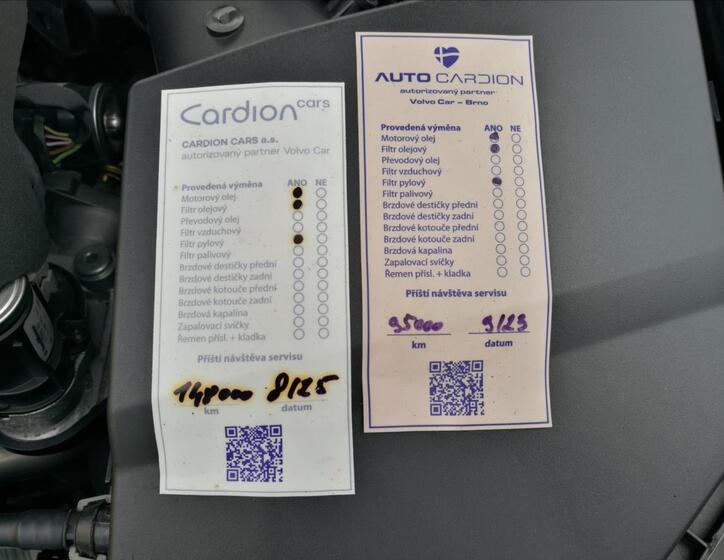 Cardion cars
CARDION CARS a.s.
autorizovaný partner Volvo Car
Provedená výměna ANO NE
Motorový olej
Filtr olejový
Převodový olej
Filtr vzduchový
Filtr pylový
Filtr palivový
Brzdové destičky přední
Brzdové destičky zadní
Brzdové kotouče přední
Brzdové kotouče zadní
Brzdová kapalina
Zapalovací svíčky
Řemen přísl. + kladka
Příští návštěva servisu
148000 8/25
km datum
AUTO CARDION
autorizovaný partner
Volvo Car – Brno
Provedená výměna ANO NE
Motorový olej
Filtr olejový
Převodový olej
Filtr vzduchový
Filtr pylový
Filtr palivový
Brzdové destičky přední
Brzdové destičky zadní
Brzdové kotouče přední
Brzdové kotouče zadní
Brzdová kapalina
Zapalovací svíčky
Řemen přísl. + kladka
Příští návštěva servisu
95000 9/23
km datum